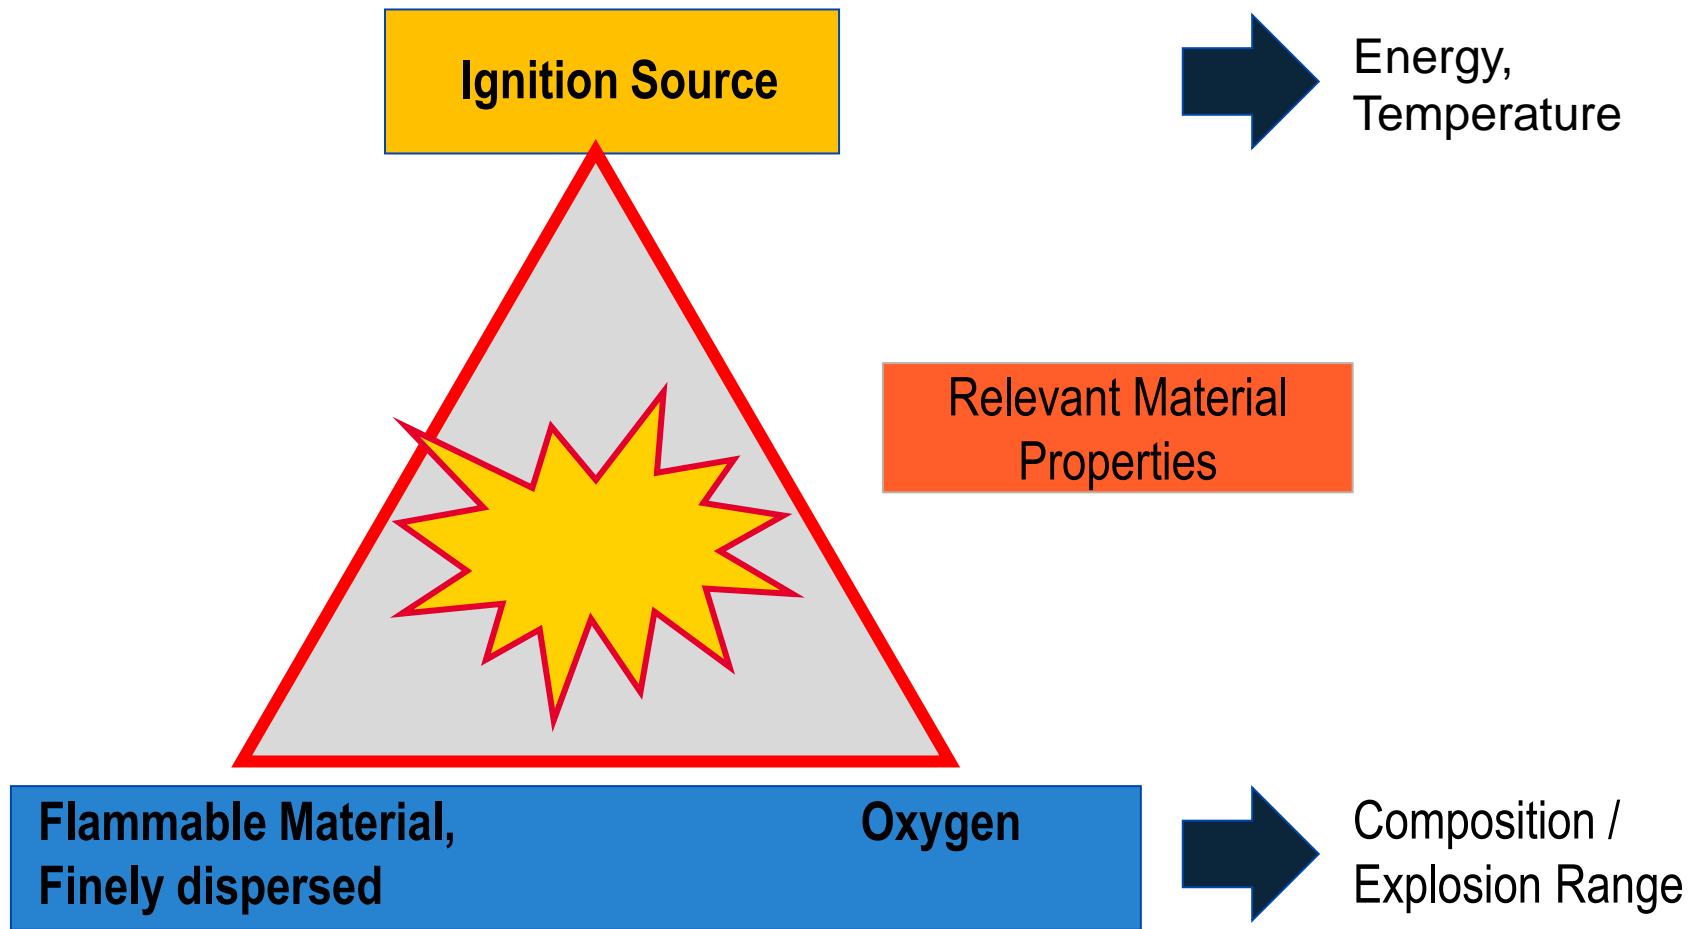 Ignition Source
Energy,
Temperature
Relevant Material
Properties
Flammable Material,
Finely dispersed
Oxygen
Composition /
Explosion Range